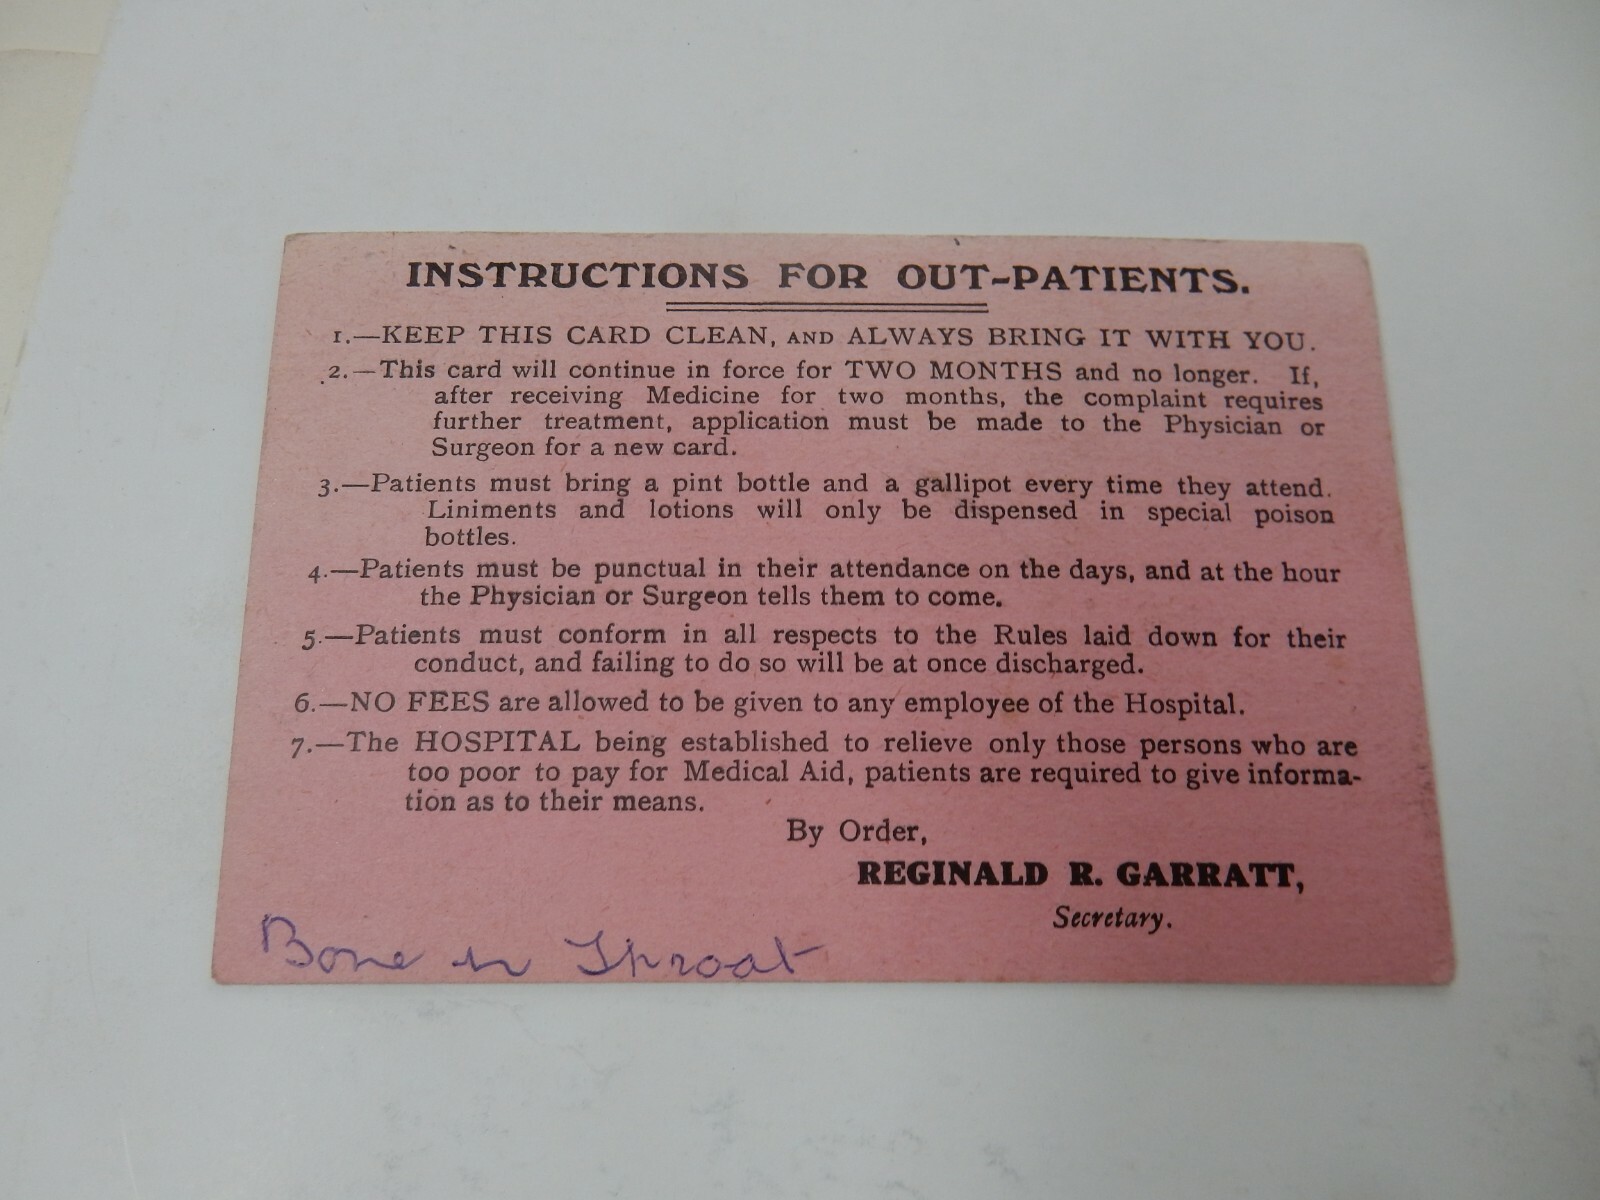 INSTRUCTIONS FOR OUT-PATIENTS.
1.—KEEP THIS CARD CLEAN, AND ALWAYS BRING IT WITH YOU.
2.—This card will continue in force for TWO MONTHS and no longer. If,
after receiving Medicine for two months, the complaint requires
further treatment, application must be made to the Physician or
Surgeon for a new card.
3.—Patients must bring a pint bottle and a gallipot every time they attend.
Liniments and lotions will only be dispensed in special poison
bottles.
4.—Patients must be punctual in their attendance on the days, and at the hour
the Physician or Surgeon tells them to come.
5.—Patients must conform in all respects to the Rules laid down for their
conduct, and failing to do so will be at once discharged.
6.—NO FEES are allowed to be given to any employee of the Hospital.
7.—The HOSPITAL being established to relieve only those persons who are
too poor to pay for Medical Aid, patients are required to give informa-
tion as to their means.
By Order,
REGINALD R. GARRATT,
Secretary.
Bone in Throat